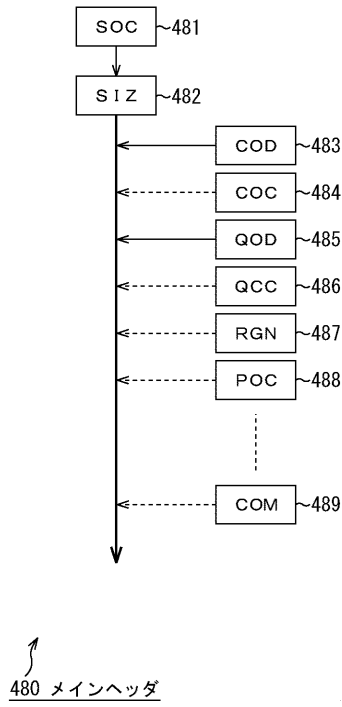 SOC 481
SIZ 482
COD 483
COC 484
QOD 485
QCC 486
RGN 487
POC 488
COM 489
480 メインヘッダ